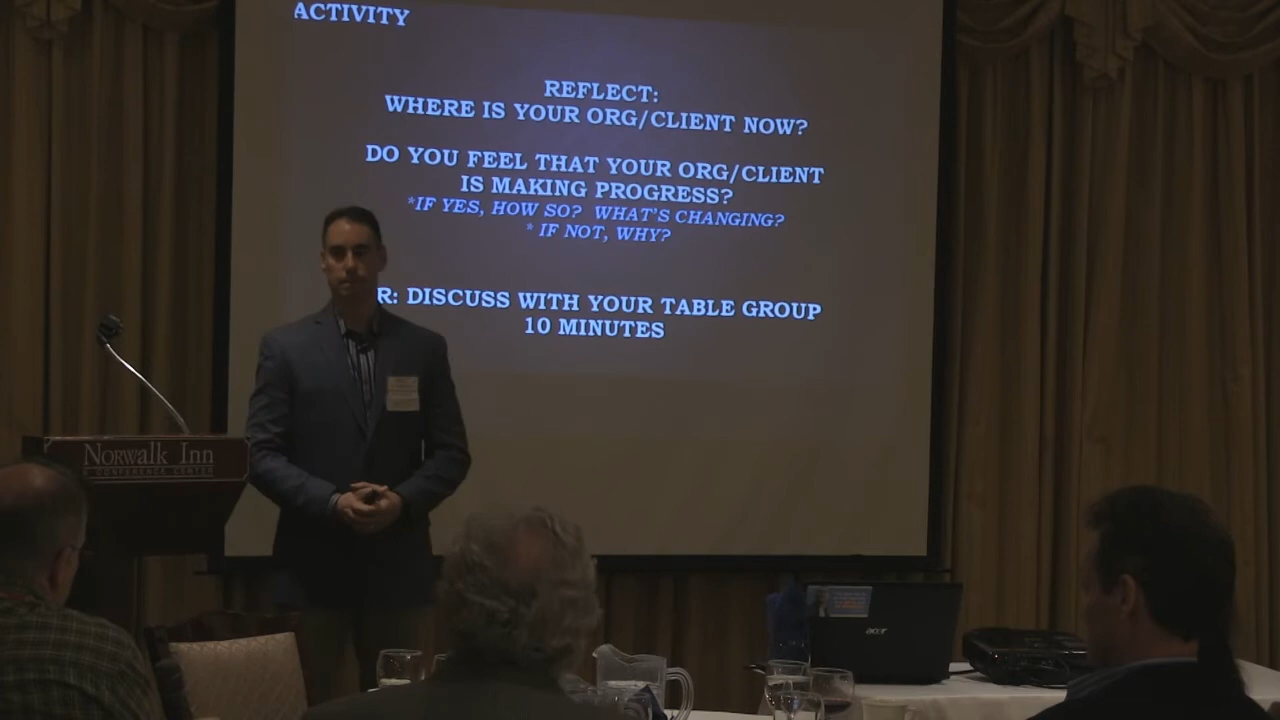 ACTIVITY
REFLECT:
WHERE IS YOUR ORG/CLIENT NOW?
DO YOU FEEL THAT YOUR ORG/CLIENT
IS MAKING PROGRESS?
*IF YES, HOW SO? WHAT'S CHANGING?
* IF NOT, WHY?
R: DISCUSS WITH YOUR TABLE GROUP
10 MINUTES
NORWALK INN
& CONFERENCE CENTER
acer